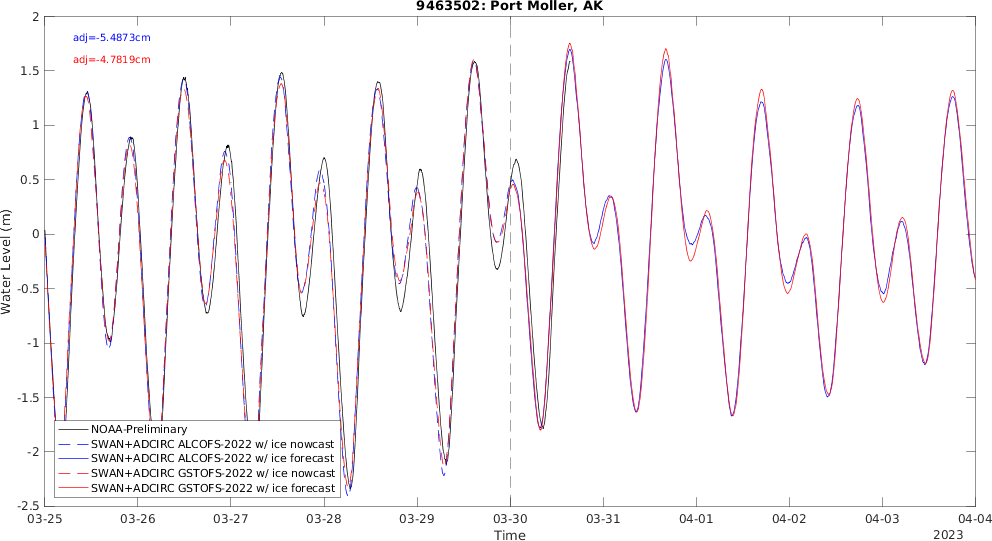 9463502: Port Moller, AK
adj=-5.4873cm
adj=-4.7819cm
2
1.5
1
0.5
0
-0.5
-1
-1.5
-2
-2.5
Water Level (m)
NOAA-Preliminary
SWAN+ADCIRC ALCOFS-2022 w/ ice nowcast
SWAN+ADCIRC ALCOFS-2022 w/ ice forecast
SWAN+ADCIRC GSTOFS-2022 w/ ice nowcast
SWAN+ADCIRC GSTOFS-2022 w/ ice forecast
03-25 03-26 03-27 03-28 03-29 03-30 03-31 04-01 04-02 04-03 04-04
Time
2023